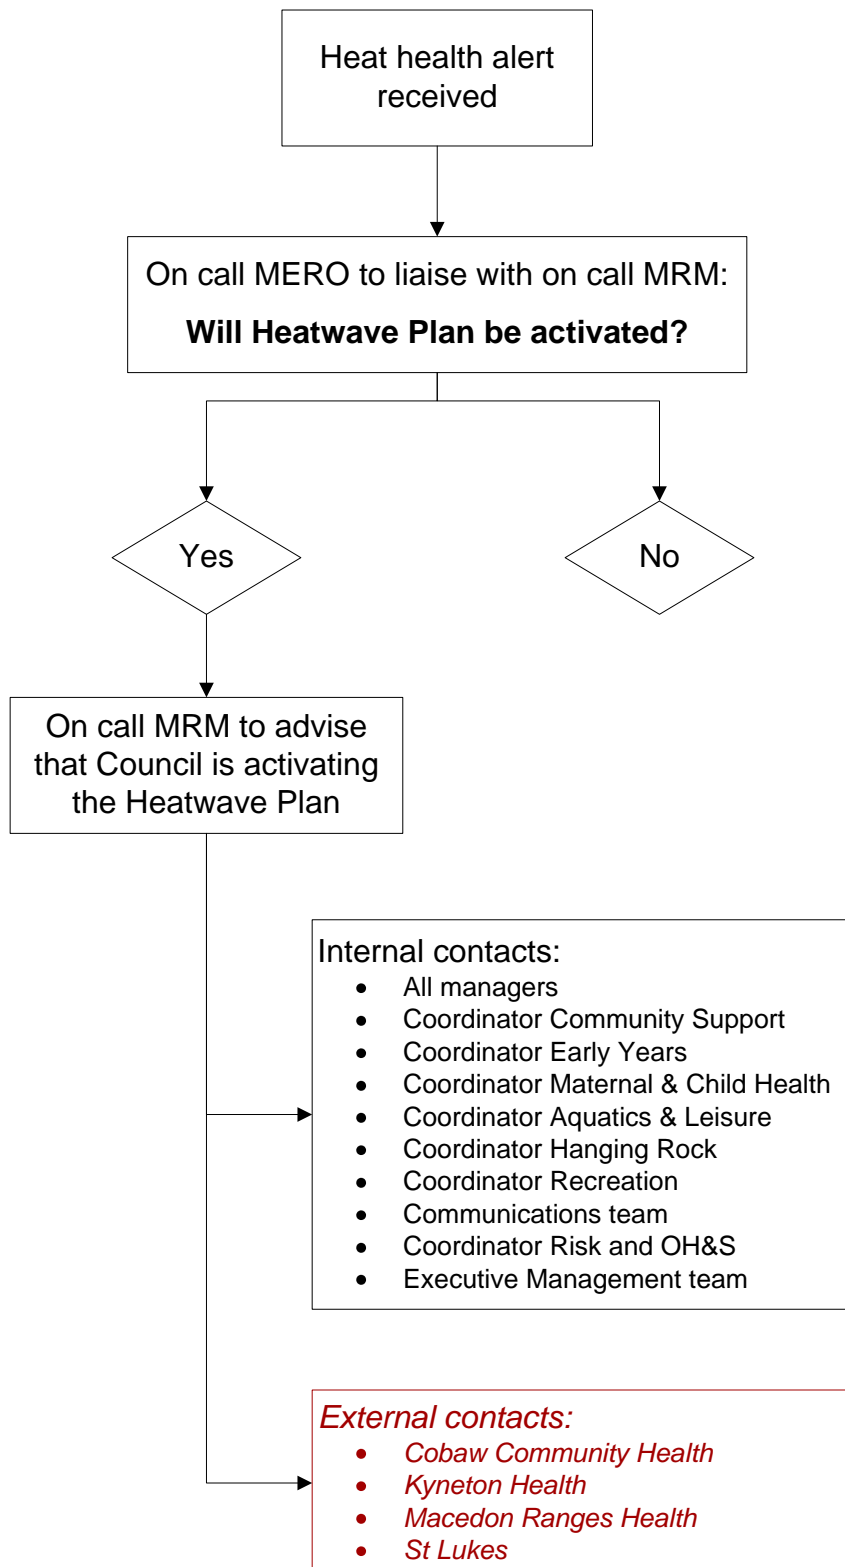 Heat health alert
received
On call MERO to liaise with on call MRM:
Will Heatwave Plan be activated?
Yes
No
On call MRM to advise
that Council is activating
the Heatwave Plan
Internal contacts:
• All managers
• Coordinator Community Support
• Coordinator Early Years
• Coordinator Maternal & Child Health
• Coordinator Aquatics & Leisure
• Coordinator Hanging Rock
• Coordinator Recreation
• Communications team
• Coordinator Risk and OH&S
• Executive Management team
External contacts:
• Cobaw Community Health
• Kyneton Health
• Macedon Ranges Health
• St Lukes